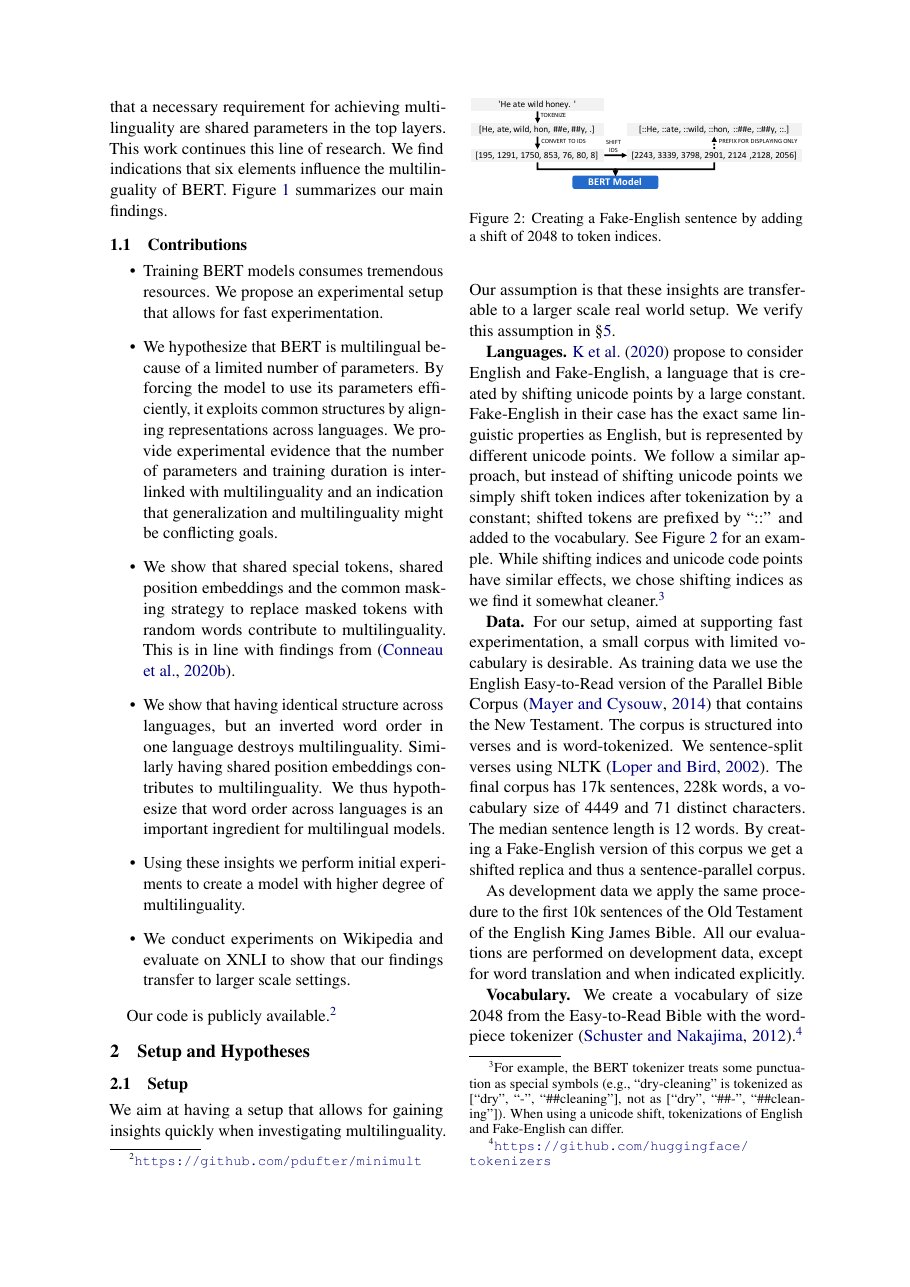 that a necessary requirement for achieving multi-
linguality are shared parameters in the top layers.
This work continues this line of research. We find
indications that six elements influence the multilin-
guality of BERT. Figure 1 summarizes our main
findings.
1.1 Contributions
• Training BERT models consumes tremendous
resources. We propose an experimental setup
that allows for fast experimentation.
• We hypothesize that BERT is multilingual be-
cause of a limited number of parameters. By
forcing the model to use its parameters effi-
ciently, it exploits common structures by align-
ing representations across languages. We pro-
vide experimental evidence that the number
of parameters and training duration is inter-
linked with multilinguality and an indication
that generalization and multilinguality might
be conflicting goals.
• We show that shared special tokens, shared
position embeddings and the common mask-
ing strategy to replace masked tokens with
random words contribute to multilinguality.
This is in line with findings from (Conneau
et al., 2020b).
• We show that having identical structure across
languages, but an inverted word order in
one language destroys multilinguality. Simi-
larly having shared position embeddings con-
tributes to multilinguality. We thus hypoth-
esize that word order across languages is an
important ingredient for multilingual models.
• Using these insights we perform initial experi-
ments to create a model with higher degree of
multilinguality.
• We conduct experiments on Wikipedia and
evaluate on XNLI to show that our findings
transfer to larger scale settings.
Our code is publicly available.2
2 Setup and Hypotheses
2.1 Setup
We aim at having a setup that allows for gaining
insights quickly when investigating multilinguality.
2https://github.com/pdufter/minimult
'He ate wild honey. '
TOKENIZE
[He, ate, wild, hon, ##e, ##y, .]
[::He, ::ate, ::wild, ::hon, ::##e, ::##y, ::.]
CONVERT TO IDS
SHIFT
IDS
PREFIX FOR DISPLAYING ONLY
[195, 1291, 1750, 853, 76, 80, 8]
[2243, 3339, 3798, 2901, 2124 ,2128, 2056]
BERT Model
Figure 2: Creating a Fake-English sentence by adding
a shift of 2048 to token indices.
Our assumption is that these insights are transfer-
able to a larger scale real world setup. We verify
this assumption in §5.
Languages. K et al. (2020) propose to consider
English and Fake-English, a language that is cre-
ated by shifting unicode points by a large constant.
Fake-English in their case has the exact same lin-
guistic properties as English, but is represented by
different unicode points. We follow a similar ap-
proach, but instead of shifting unicode points we
simply shift token indices after tokenization by a
constant; shifted tokens are prefixed by “::” and
added to the vocabulary. See Figure 2 for an exam-
ple. While shifting indices and unicode code points
have similar effects, we chose shifting indices as
we find it somewhat cleaner.3
Data. For our setup, aimed at supporting fast
experimentation, a small corpus with limited vo-
cabulary is desirable. As training data we use the
English Easy-to-Read version of the Parallel Bible
Corpus (Mayer and Cysouw, 2014) that contains
the New Testament. The corpus is structured into
verses and is word-tokenized. We sentence-split
verses using NLTK (Loper and Bird, 2002). The
final corpus has 17k sentences, 228k words, a vo-
cabulary size of 4449 and 71 distinct characters.
The median sentence length is 12 words. By creat-
ing a Fake-English version of this corpus we get a
shifted replica and thus a sentence-parallel corpus.
As development data we apply the same proce-
dure to the first 10k sentences of the Old Testament
of the English King James Bible. All our evalua-
tions are performed on development data, except
for word translation and when indicated explicitly.
Vocabulary. We create a vocabulary of size
2048 from the Easy-to-Read Bible with the word-
piece tokenizer (Schuster and Nakajima, 2012).4
3For example, the BERT tokenizer treats some punctua-
tion as special symbols (e.g., “dry-cleaning” is tokenized as
[“dry”, “-”, “##cleaning”], not as [“dry”, “##-”, “##clean-
ing”]). When using a unicode shift, tokenizations of English
and Fake-English can differ.
4https://github.com/huggingface/
tokenizers